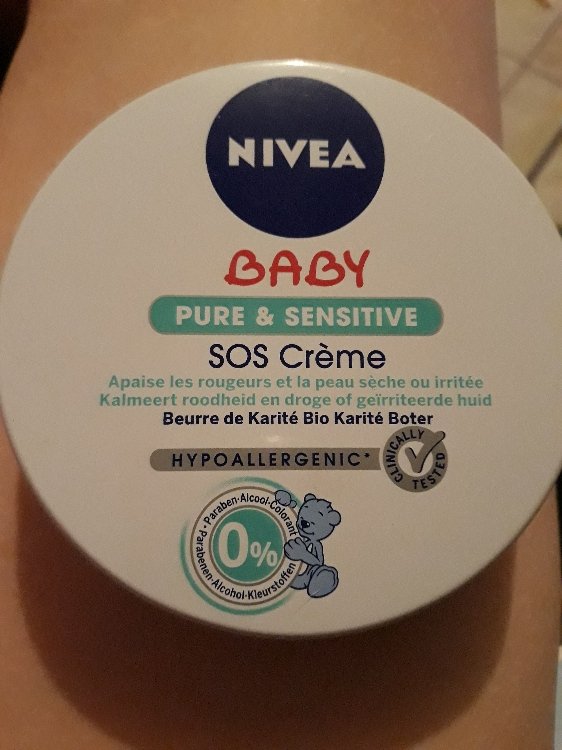 NIVEA
BABY
PURE & SENSITIVE
SOS Crème
Apaise les rougeurs et la peau sèche ou irritée
Kalmeert roodheid en droge of geïrriteerde huid
Beurre de Karité Bio Karité Boter
HYPOALLERGENIC*
CLINICALLY TESTED
Paraben-Alcool-Colorant
0%
Parabenen-Alcohol-Kleurstoffen